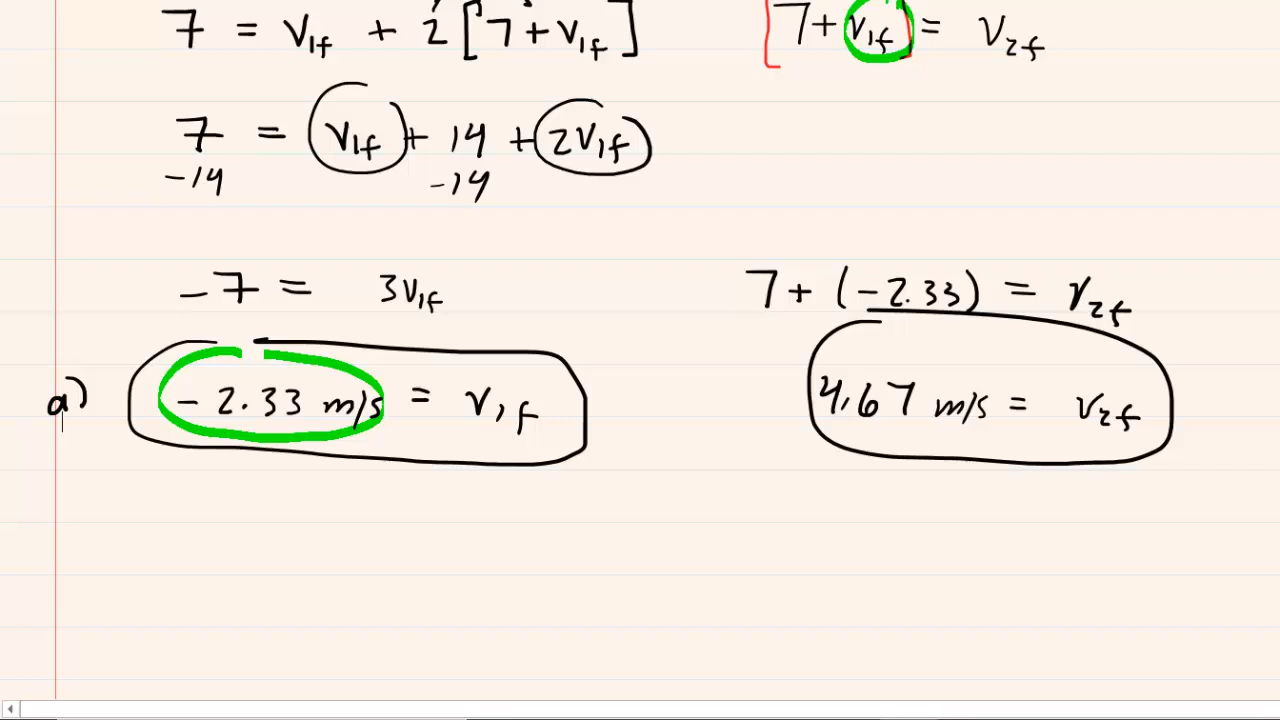 7 = v1f + 2[7+v1f]
[7+v1f] = v2f
7 = v1f + 14 + 2v1f
-14 -14
-7 = 3v1f
7+(-2.33) = v2f
a) -2.33 m/s = v1f
4.67 m/s = v2f